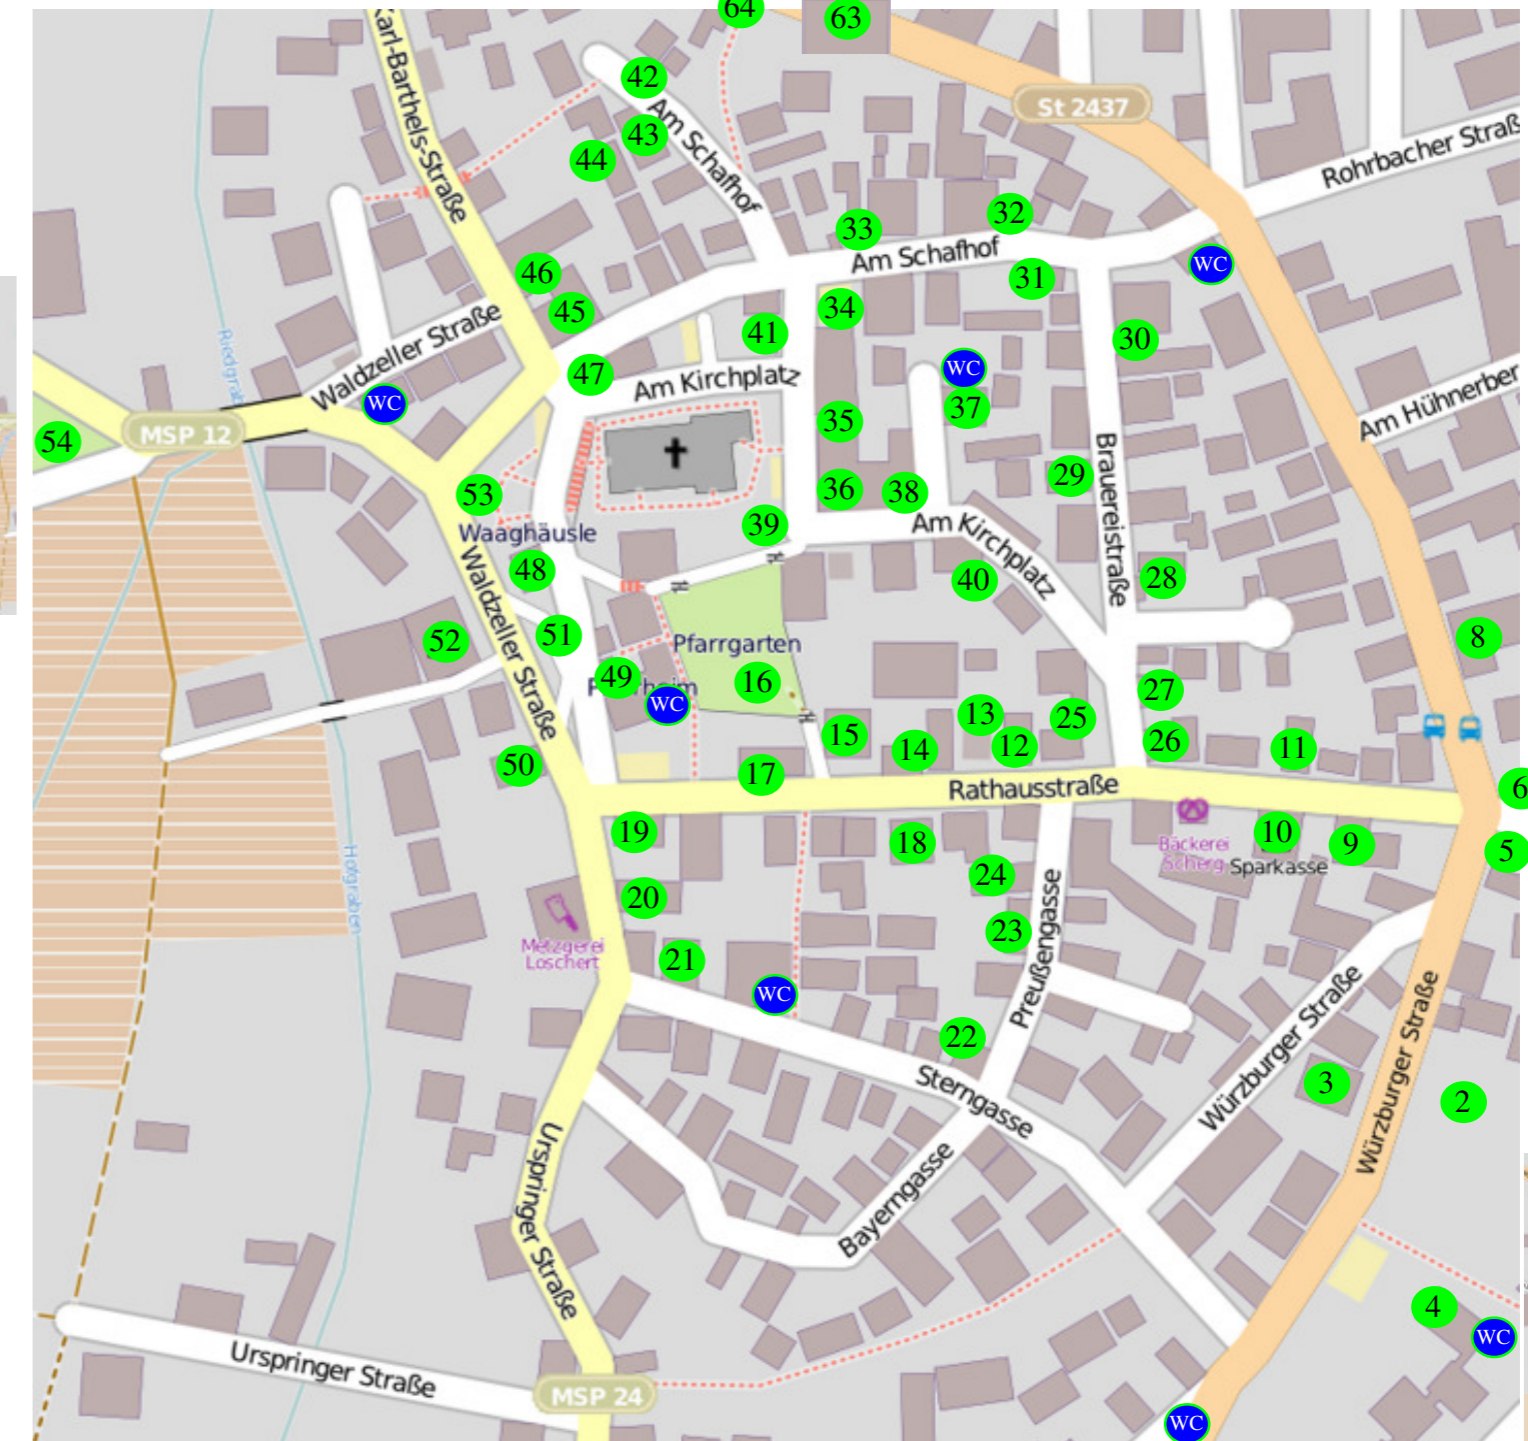 64
63
Karl-Barthels-Straße
42
St 2437
Am Schafhof
43
44
Rohrbacher Straß
32
33
Am Schafhof
WC
46
31
34
45
Waldzeller Straße
41
30
Riedgrab
47
WC
Am Kirchplatz
WC
37
Am Hühnerber
35
MSP 12
54
Brauereistraße
29
36
38
53
39
Am Kirchplatz
Waaghäusle
48
40
28
Waldzeller Straße
51
52
Pfarrgarten
8
49
16
WC
27
13
25
15
12
26
14
11
50
17
Rathausstraße
6
19
10
18
9
5
Bäckerei
Scherg
Sparkasse
24
Hofgraben
20
Preußengasse
23
Metzgerei
Loschert
21
WC
Würzburger Straße
Würzburger Straße
22
Sterngasse
3
2
Urspringer Straße
Bayerngasse
4
WC
Urspringer Straße
MSP 24
WC